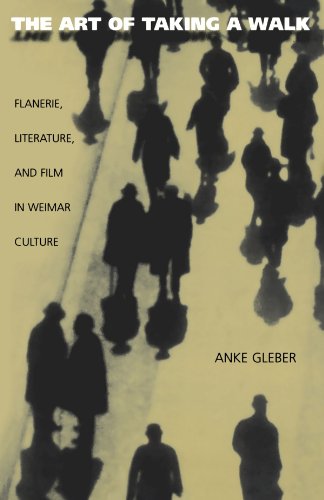 THE ART OF TAKING A WALK
FLANERIE,
LITERATURE,
AND FILM
IN WEIMAR
CULTURE
ANKE GLEBER